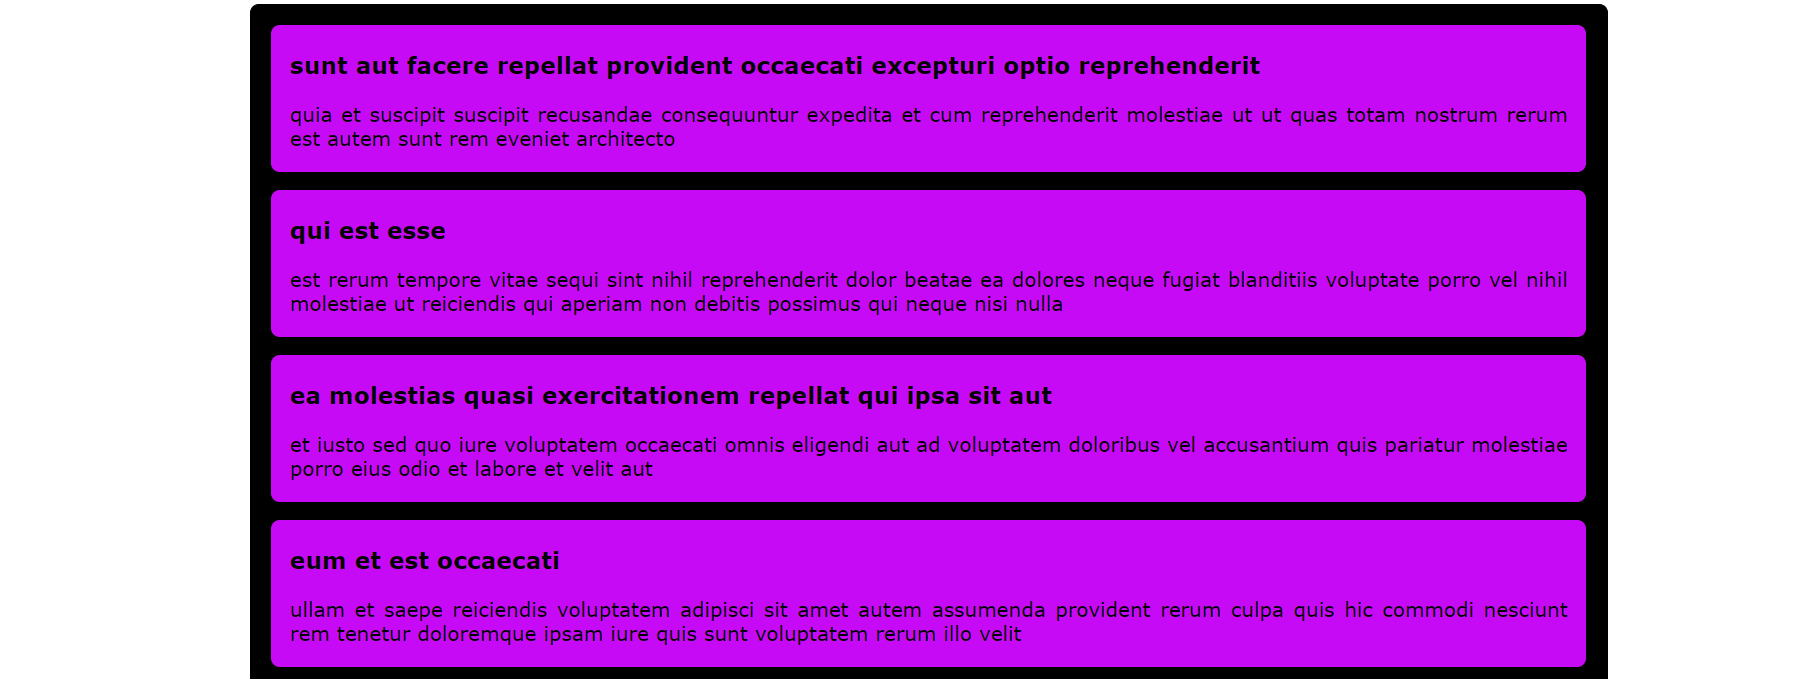 sunt aut facere repellat provident occaecati excepturi optio reprehenderit
quia et suscipit suscipit recusandae consequuntur expedita et cum reprehenderit molestiae ut ut quas totam nostrum rerum
est autem sunt rem eveniet architecto
qui est esse
est rerum tempore vitae sequi sint nihil reprehenderit dolor beatae ea dolores neque fugiat blanditiis voluptate porro vel nihil
molestiae ut reiciendis qui aperiam non debitis possimus qui neque nisi nulla
ea molestias quasi exercitationem repellat qui ipsa sit aut
et iusto sed quo iure voluptatem occaecati omnis eligendi aut ad voluptatem doloribus vel accusantium quis pariatur molestiae
porro eius odio et labore et velit aut
eum et est occaecati
ullam et saepe reiciendis voluptatem adipisci sit amet autem assumenda provident rerum culpa quis hic commodi nesciunt
rem tenetur doloremque ipsam iure quis sunt voluptatem rerum illo velit